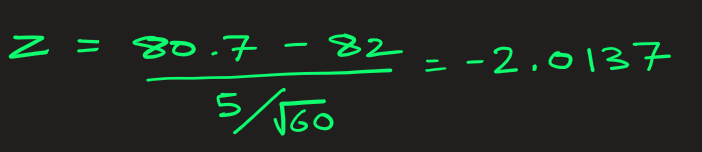 Z = (80.7 - 82) / (5/√60) = -2.0137